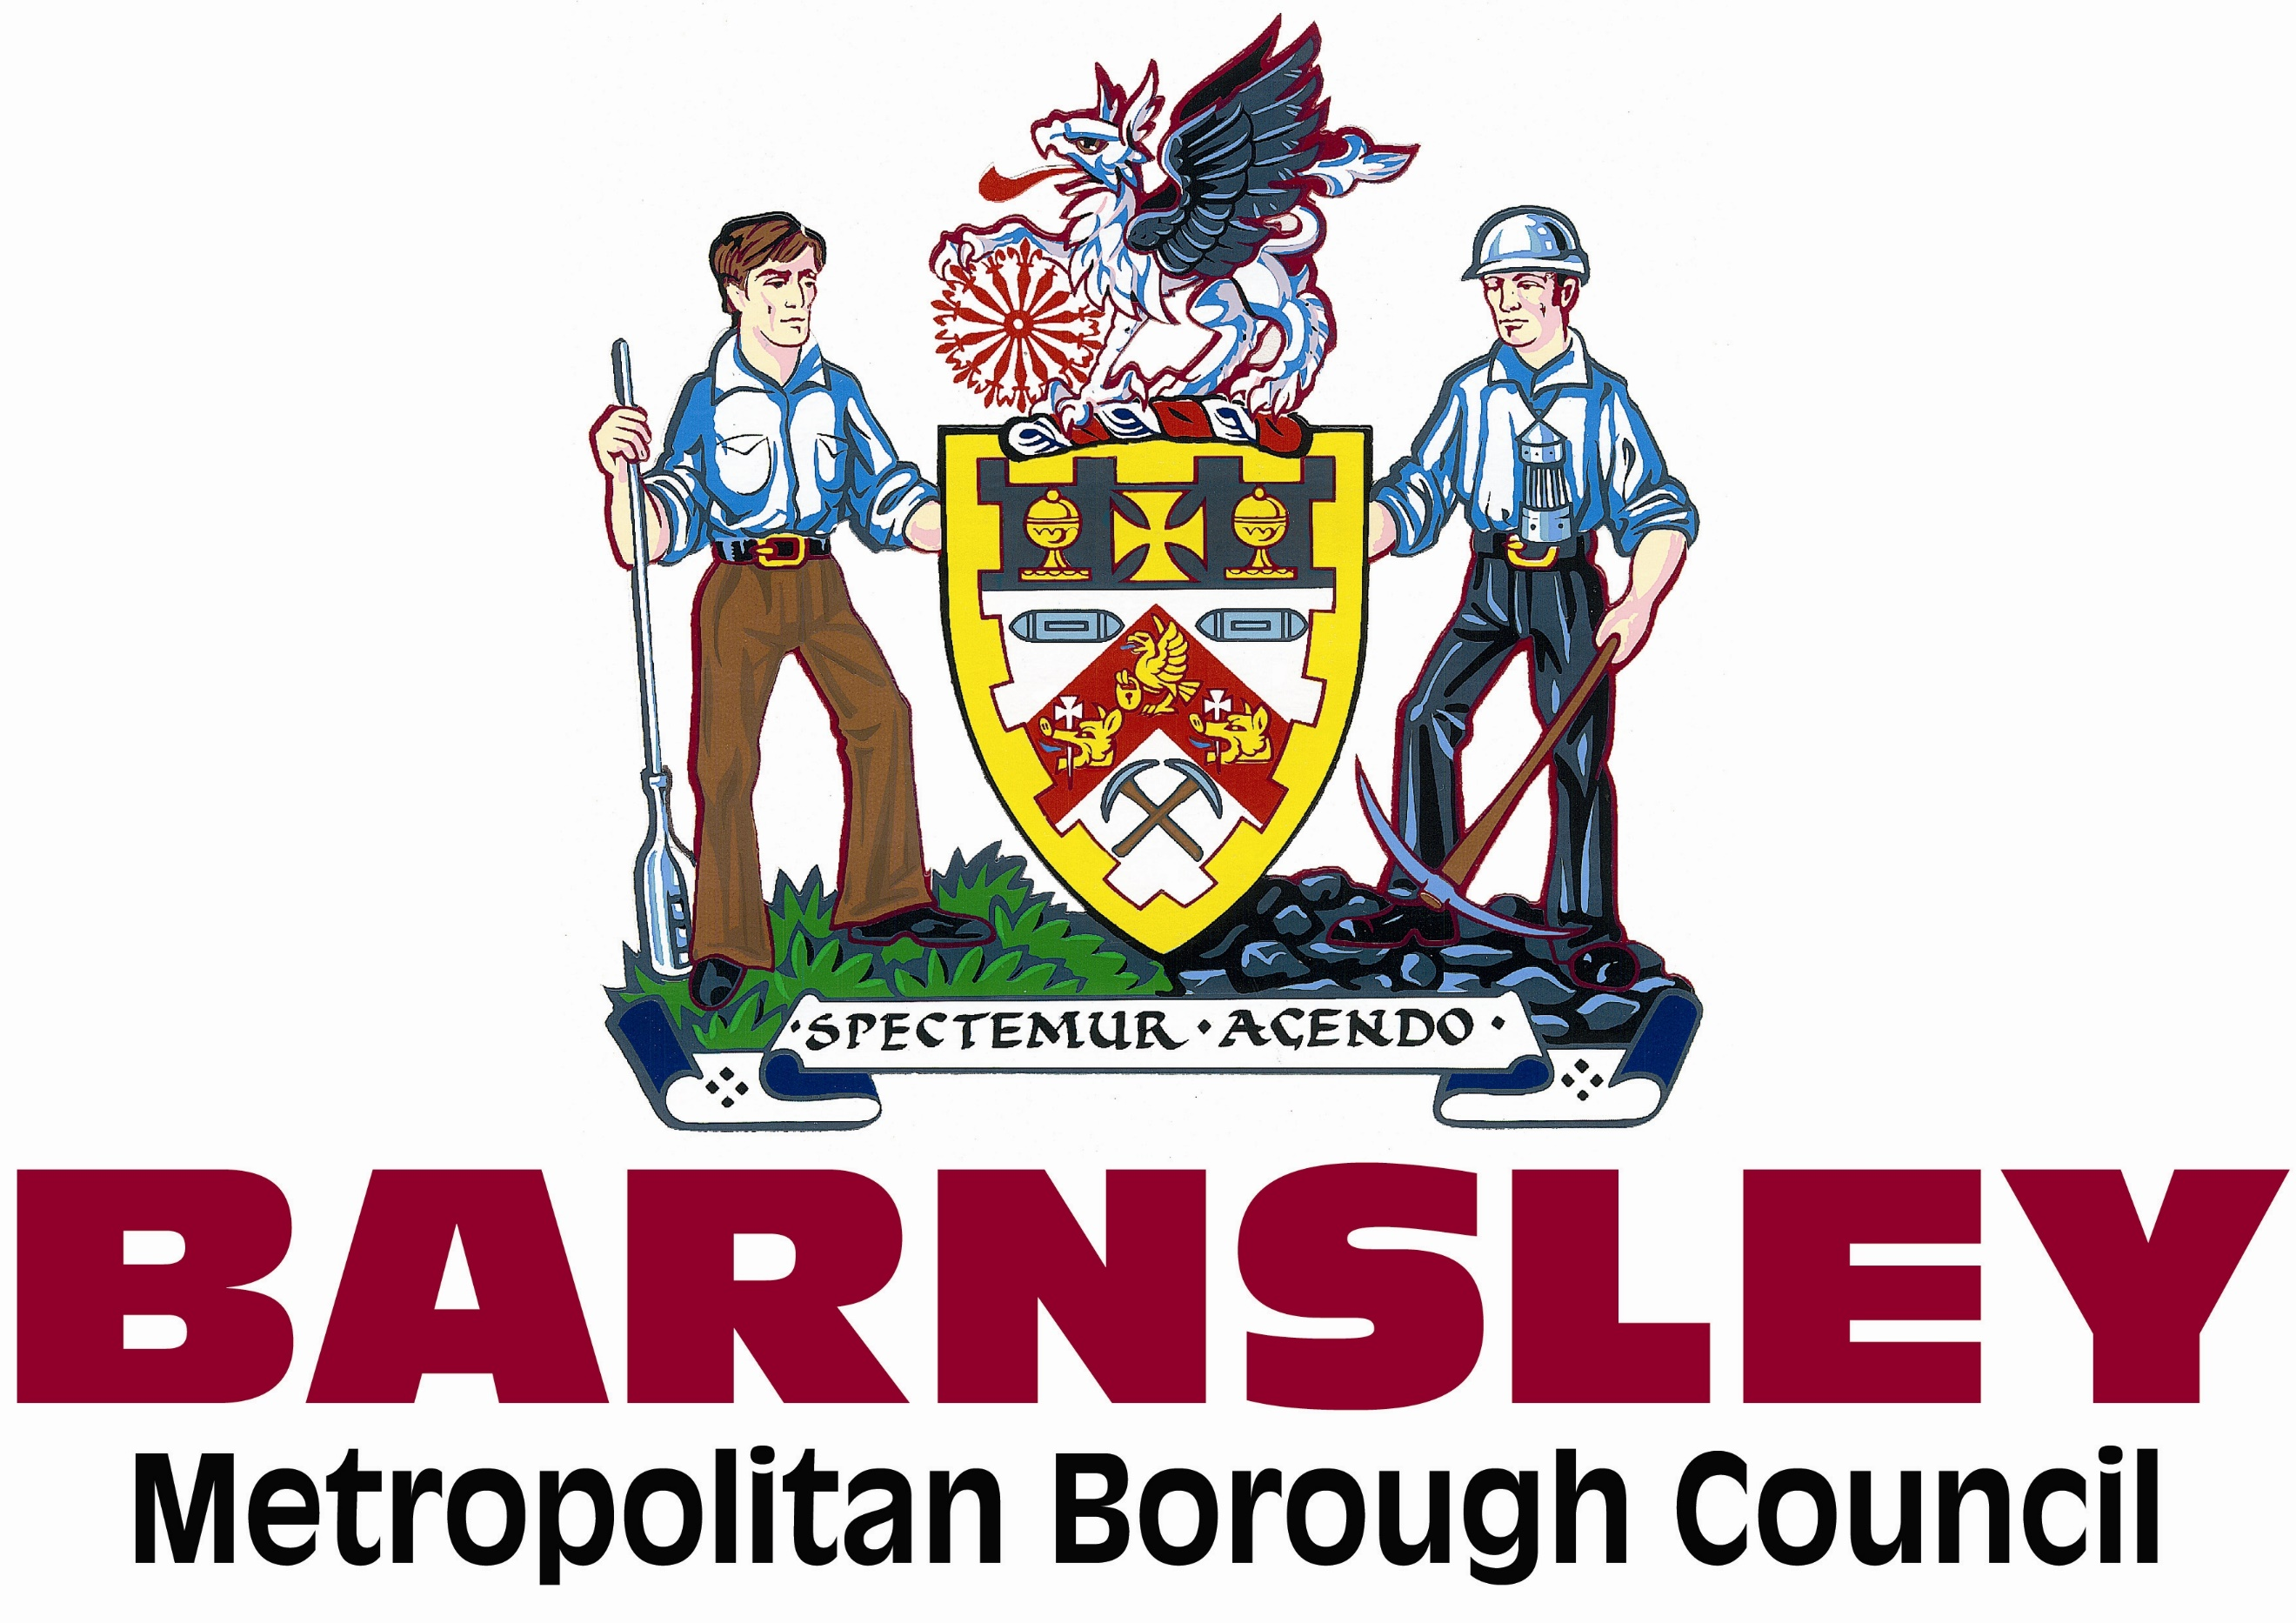 ·SPECTEMUR·AGENDO·
BARNSLEY
Metropolitan Borough Council